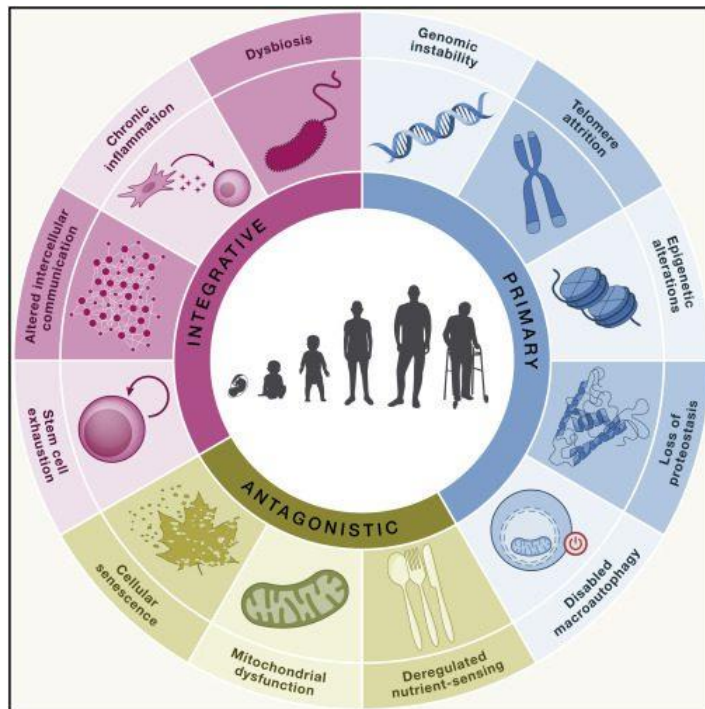 Dysbiosis
Genomic
instability
Telomere
attrition
Epigenetic
alterations
Loss of
proteostasis
Disabled
macroautophagy
Deregulated
nutrient-sensing
Mitochondrial
dysfunction
Cellular
senescence
Stem cell
exhaustion
Altered intercellular
communication
Chronic
inflammation
INTEGRATIVE
PRIMARY
ANTAGONISTIC